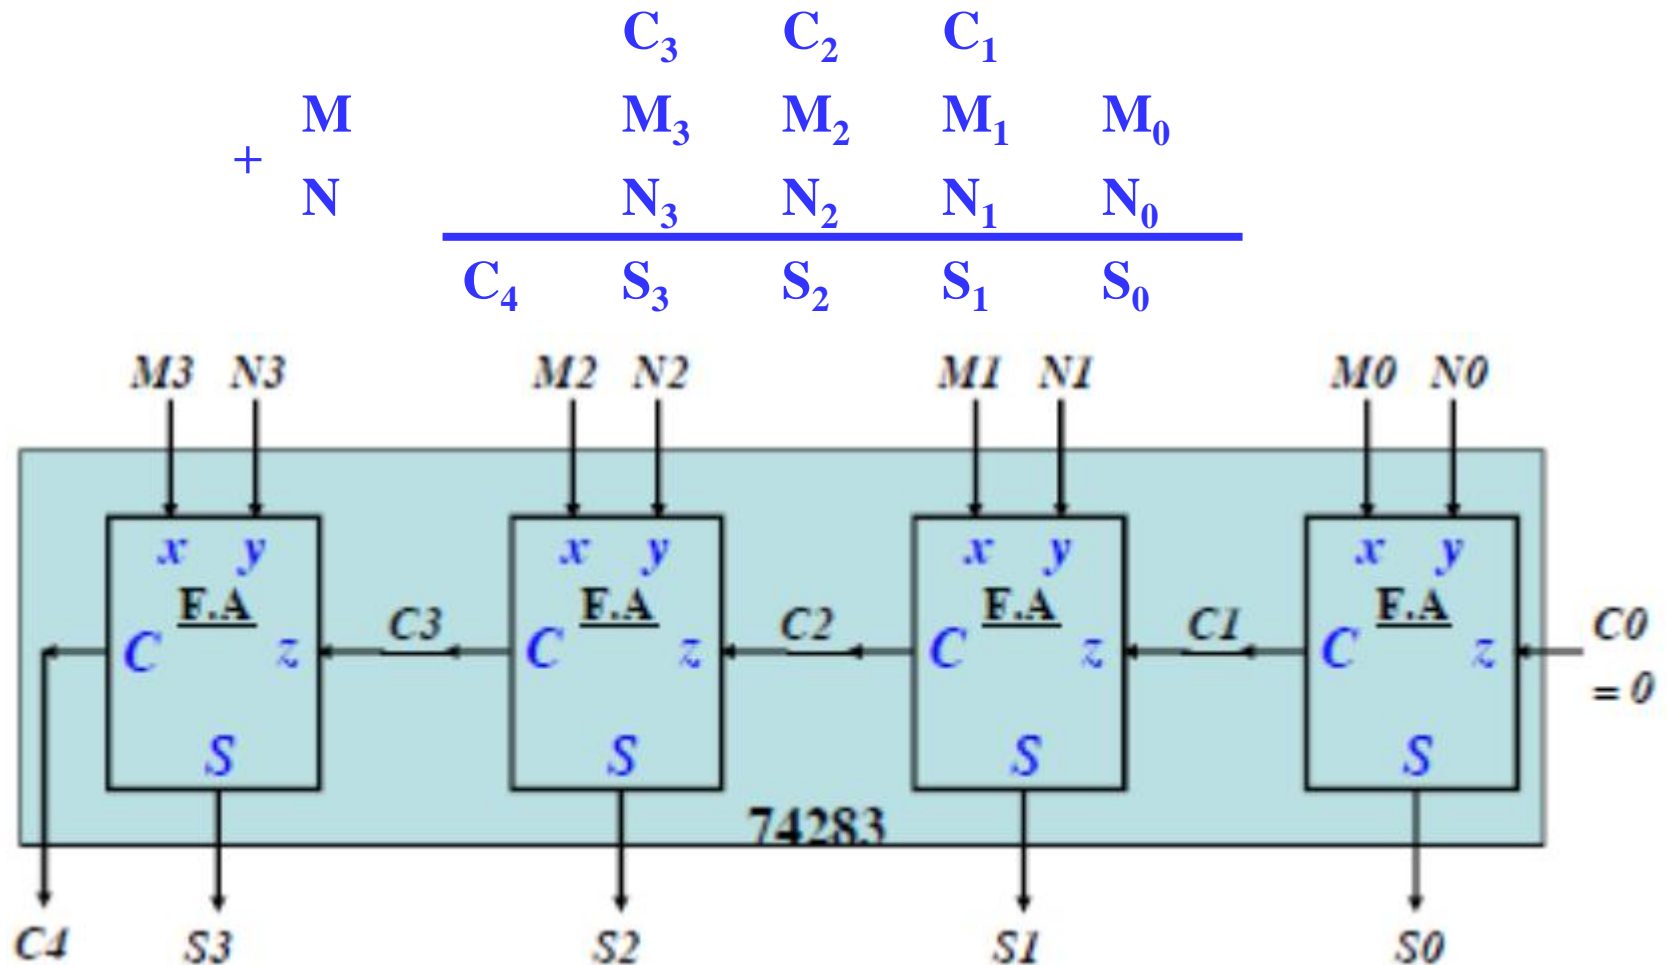 C₃ C₂ C₁
M M₃ M₂ M₁ M₀
+
N N₃ N₂ N₁ N₀
C₄ S₃ S₂ S₁ S₀
M3 N3 M2 N2 M1 N1 M0 N0
x y x y x y x y
F.A F.A F.A F.A
C3 C2 C1 C0
C z C z C z C z
= 0
S S S S
74283
C4 S3 S2 S1 S0